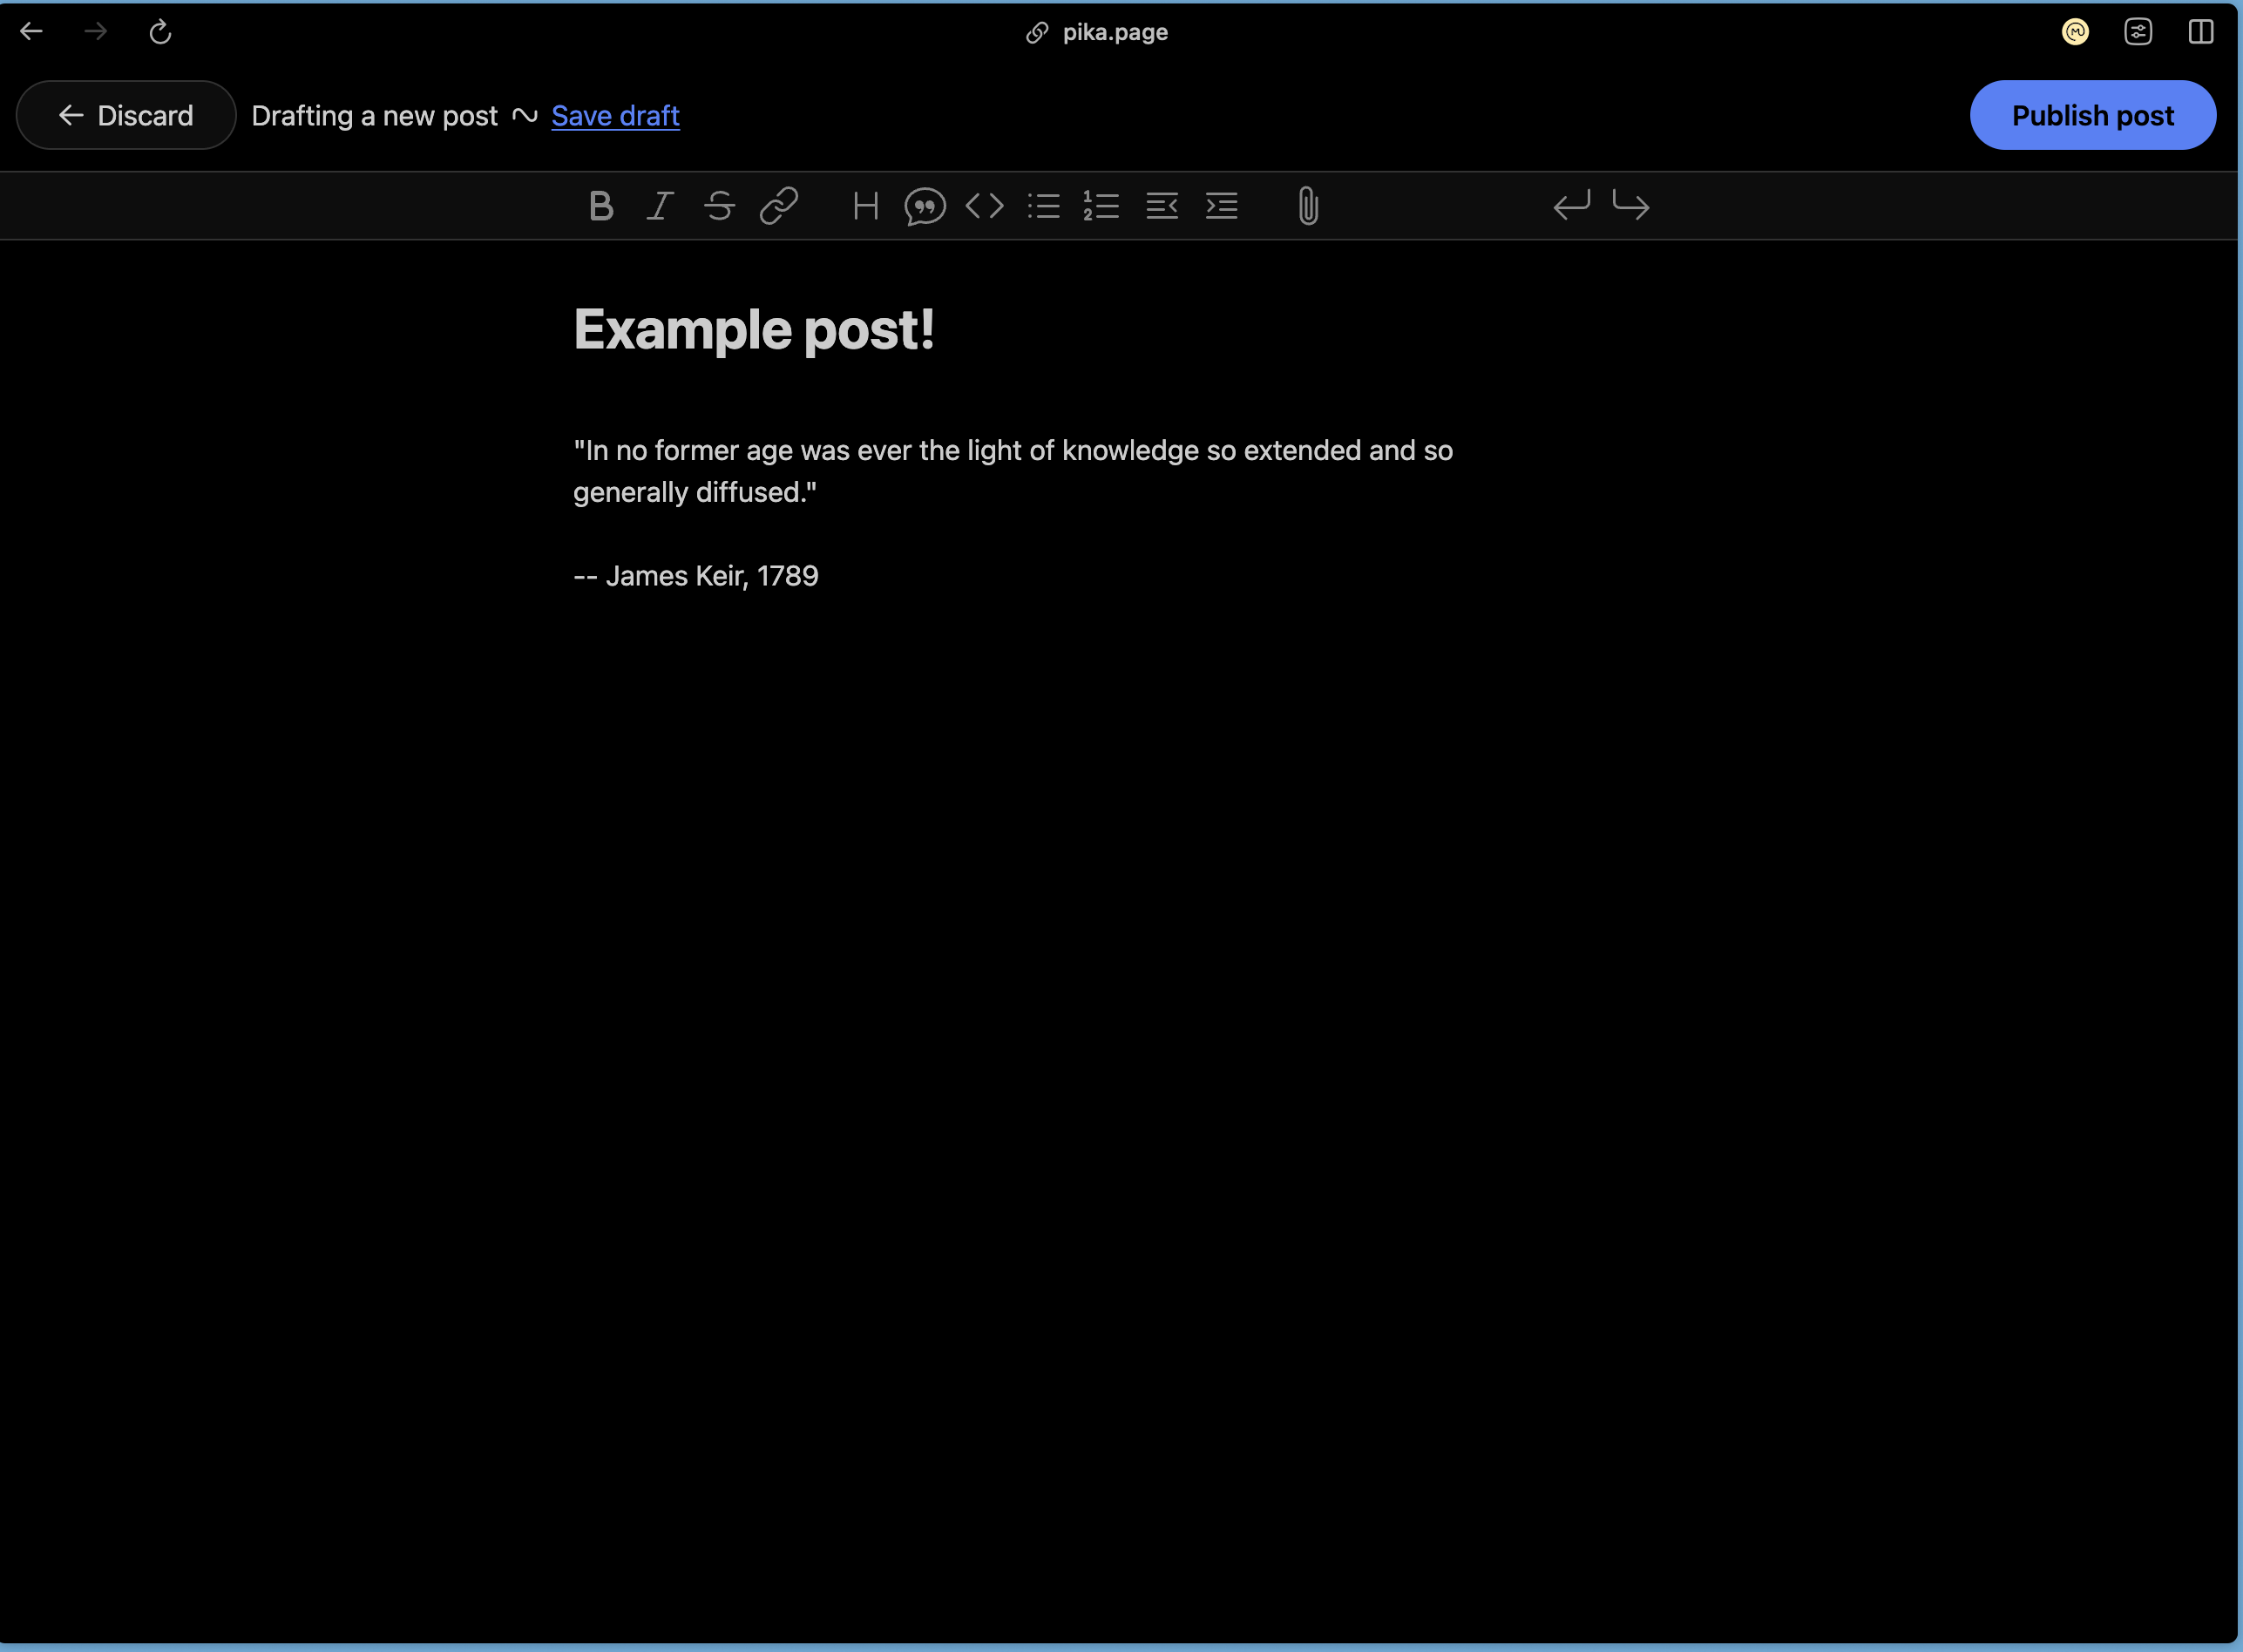 pika.page
Discard
Drafting a new post ~ Save draft
Publish post
Example post!
"In no former age was ever the light of knowledge so extended and so
generally diffused."
-- James Keir, 1789